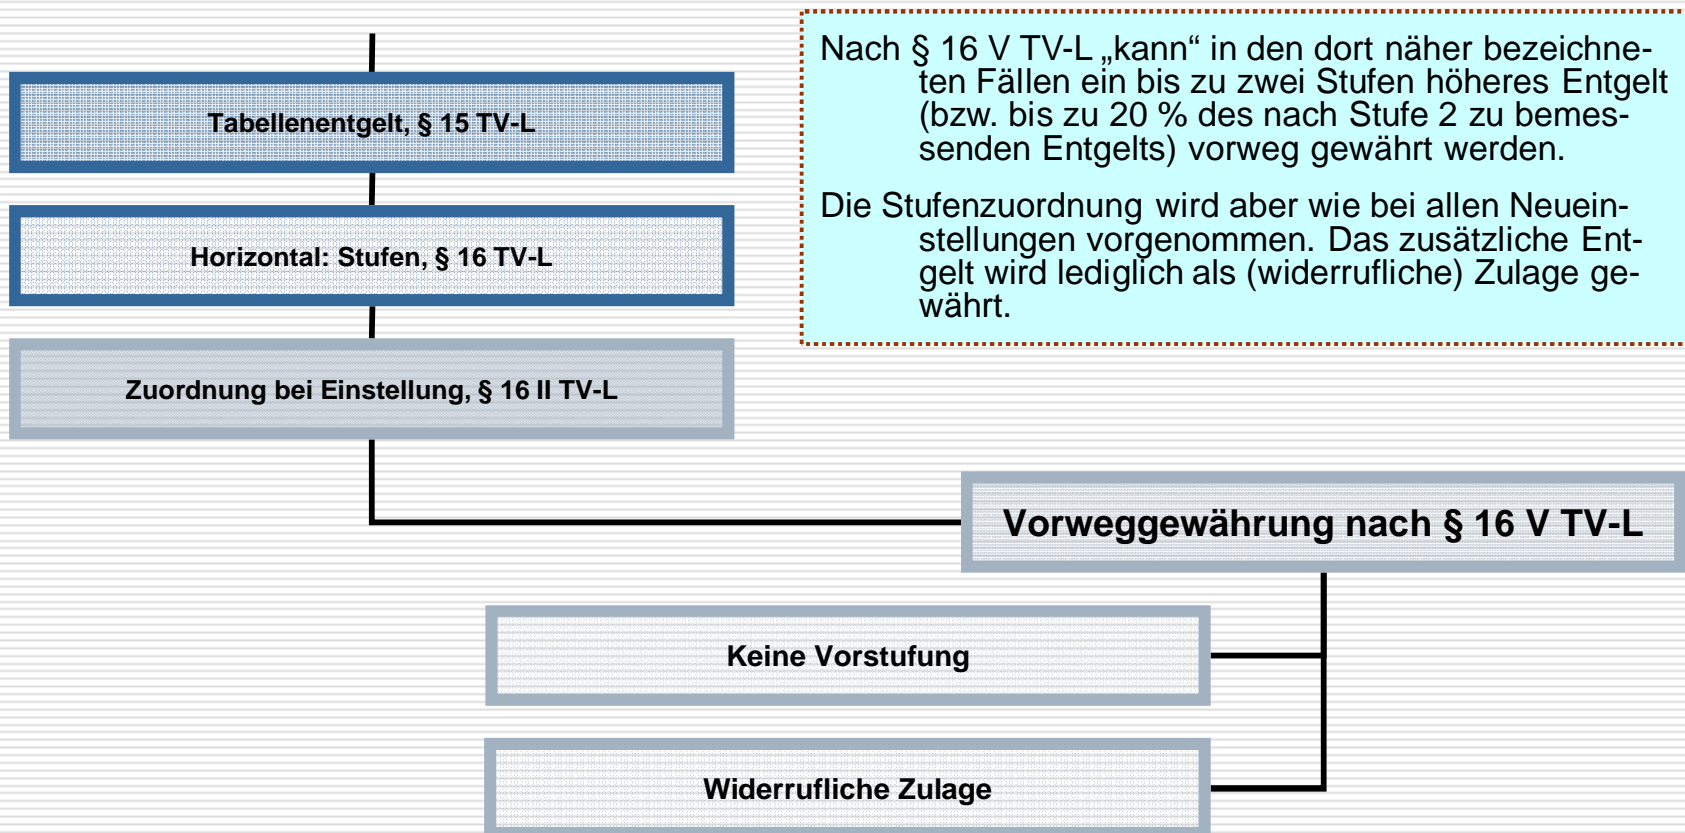 Tabellenentgelt, § 15 TV-L
Horizontal: Stufen, § 16 TV-L
Zuordnung bei Einstellung, § 16 II TV-L
Nach § 16 V TV-L „kann“ in den dort näher bezeichne-
ten Fällen ein bis zu zwei Stufen höheres Entgelt
(bzw. bis zu 20 % des nach Stufe 2 zu bemes-
senden Entgelts) vorweg gewährt werden.
Die Stufenzuordnung wird aber wie bei allen Neuein-
stellungen vorgenommen. Das zusätzliche Ent-
gelt wird lediglich als (widerrufliche) Zulage ge-
währt.
Vorweggewährung nach § 16 V TV-L
Keine Vorstufung
Widerrufliche Zulage